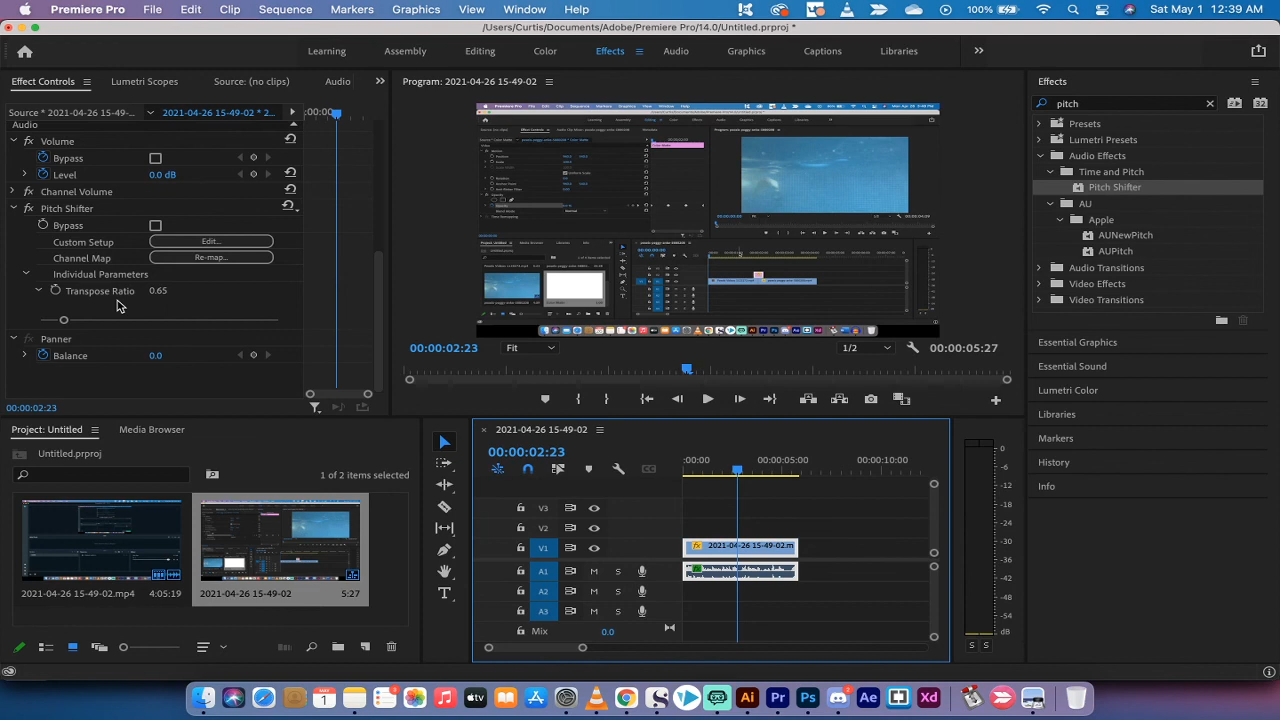 Premiere Pro File Edit Clip Sequence Markers Graphics View Window Help 100% Sat May 1 12:39 AM
/Users/Curtis/Documents/Adobe/Premiere Pro/14.0/Untitled.prproj *
Learning Assembly Editing Color Effects Audio Graphics Captions Libraries
Effect Controls Lumetri Scopes Source: (no clips) Audio
Program: 2021-04-26 15-49-02
Effects
Source * 2021-04-26 15-49-... 2021-04-26 15-49-02 * 2... :00:00
pitch
Audio
Volume
Bypass
Level 0.0 dB
Channel Volume
Pitch Shifter
Bypass
Custom Setup Edit...
Channel Map Re-map...
Individual Parameters
Transpose Ratio 0.65
Panner
Balance 0.0
00:00:02:23
Presets
Lumetri Presets
Audio Effects
Time and Pitch
Pitch Shifter
AU
Apple
AUNewPitch
AUPitch
Audio Transitions
Video Effects
Video Transitions
Essential Graphics
Essential Sound
Lumetri Color
Libraries
Markers
History
Info
00:00:02:23 Fit 1/2 00:00:05:27
Project: Untitled Media Browser
Untitled.prproj
1 of 2 items selected
2021-04-26 15-49-02.mp4 4:05:19
2021-04-26 15-49-02 5:27
2021-04-26 15-49-02
00:00:02:23
:00:00 00:00:05:00 00:00:10:00
V3
V2
V1 2021-04-26 15-49-02.m
A1 M S
A2 M S
A3 M S
Mix 0.0
0
-6
-12
-18
-24
-30
-36
-42
-48
-54
dB
S S
MAY
1
Ai Pr Ps Ae Xd